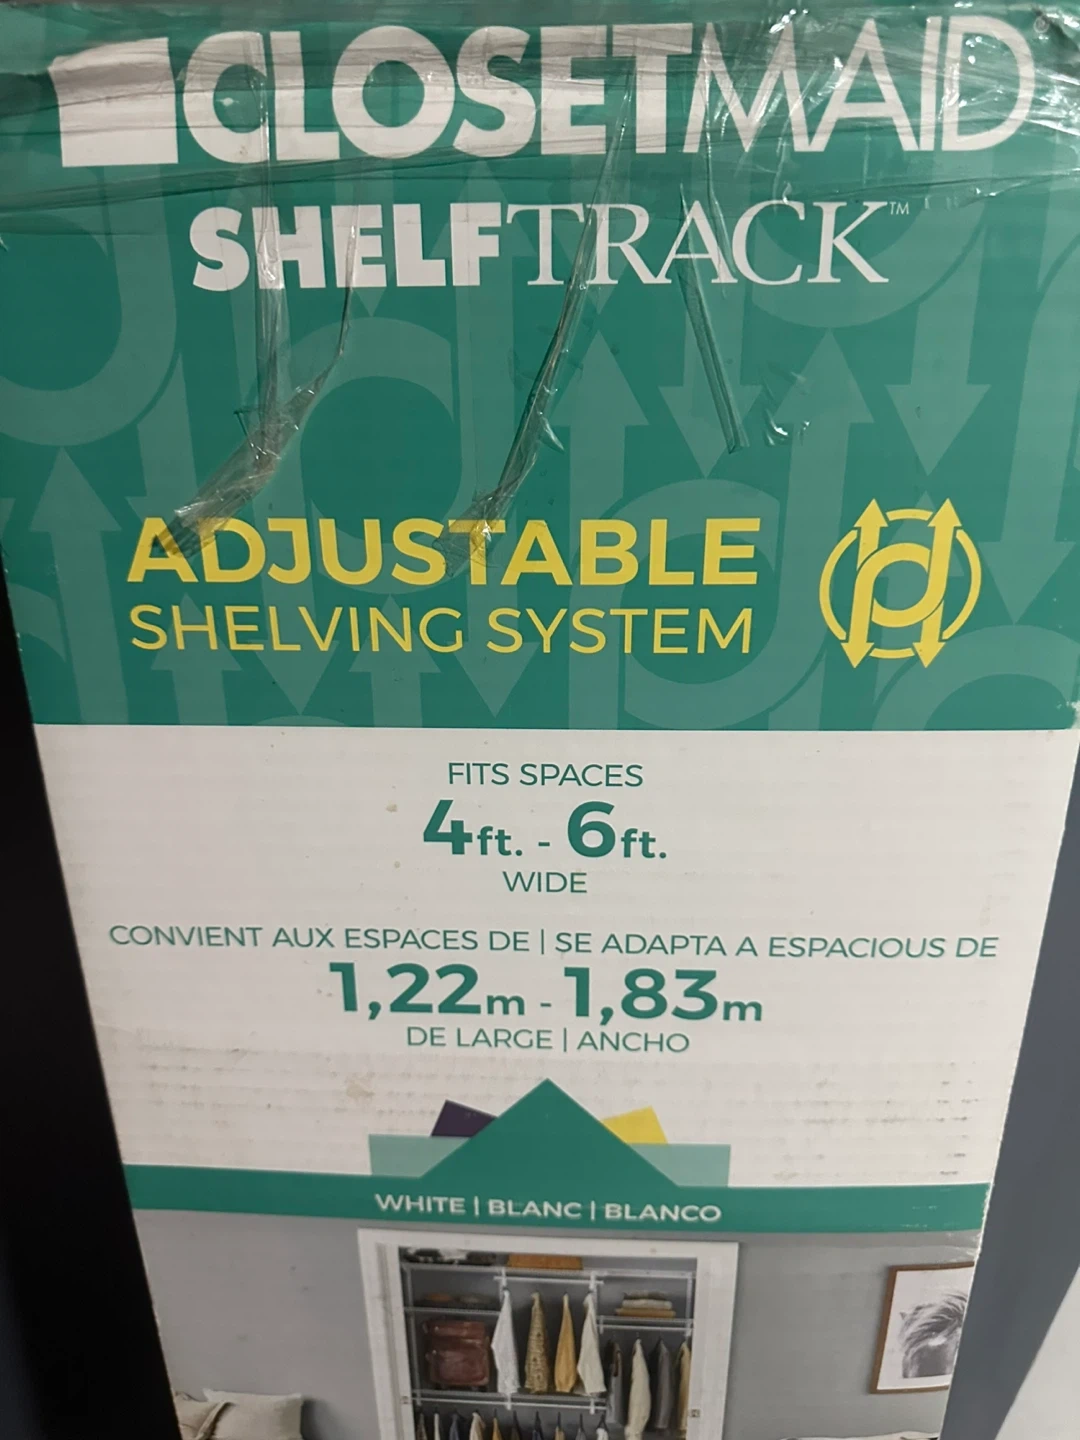 CLOSETMAID
SHELFTRACK™
ADJUSTABLE
SHELVING SYSTEM
FITS SPACES
4ft. - 6ft.
WIDE
CONVIENT AUX ESPACES DE | SE ADAPTA A ESPACIOUS DE
1,22m - 1,83m
DE LARGE | ANCHO
WHITE | BLANC | BLANCO